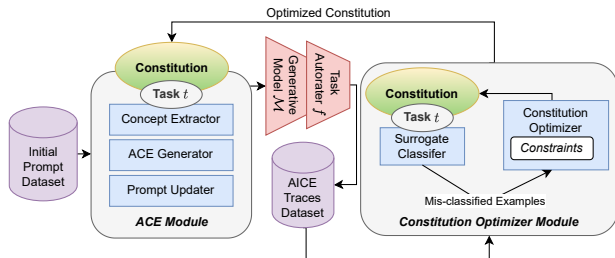 Optimized Constitution
Constitution
Task t
Concept Extractor
ACE Generator
Prompt Updater
ACE Module
Initial
Prompt
Dataset
Generative
Model M
Task
Autorater f
AICE
Traces
Dataset
Constitution
Task t
Surrogate
Classifer
Constitution
Optimizer
Constraints
Mis-classified Examples
Constitution Optimizer Module